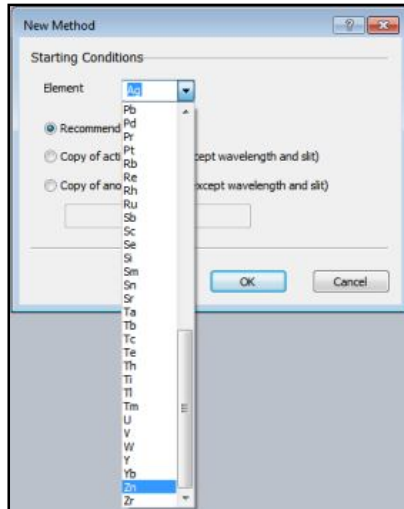 New Method
Starting Conditions
Element
Ag
Pb
Pd
Pr
Pt
Rb
Re
Rh
Ru
Sb
Sc
Se
Si
Sm
Sn
Sr
Ta
Tb
Tc
Te
Th
Ti
Tl
Tm
U
V
W
Y
Yb
Zn
Zr
Recommend
Copy of acti cept wavelength and slit)
Copy of ano except wavelength and slit)
OK
Cancel